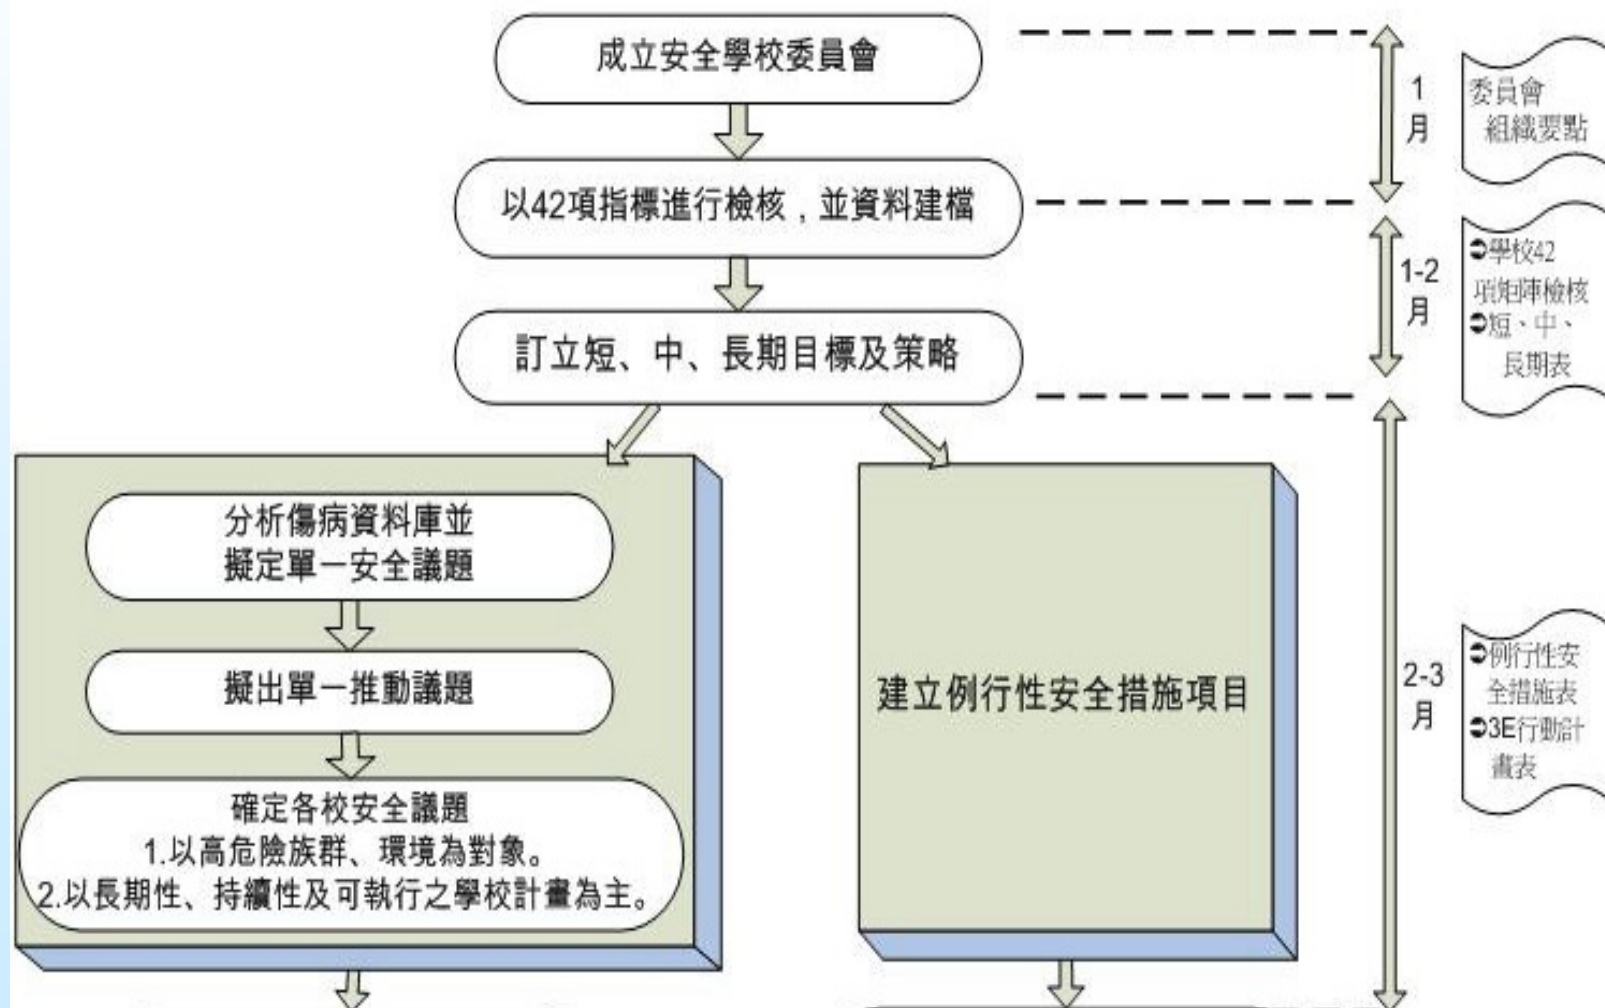 成立安全學校委員會
1
月
委員會
組織要點
以42項指標進行檢核，並資料建檔
1-2
月
➲學校42
項矩陣檢核
➲短、中、
長期表
訂立短、中、長期目標及策略
分析傷病資料庫並
擬定單一安全議題
擬出單一推動議題
確定各校安全議題
1.以高危險族群、環境為對象。
2.以長期性、持續性及可執行之學校計畫為主。
建立例行性安全措施項目
2-3
月
➲例行性安
全措施表
➲3E行動計
畫表